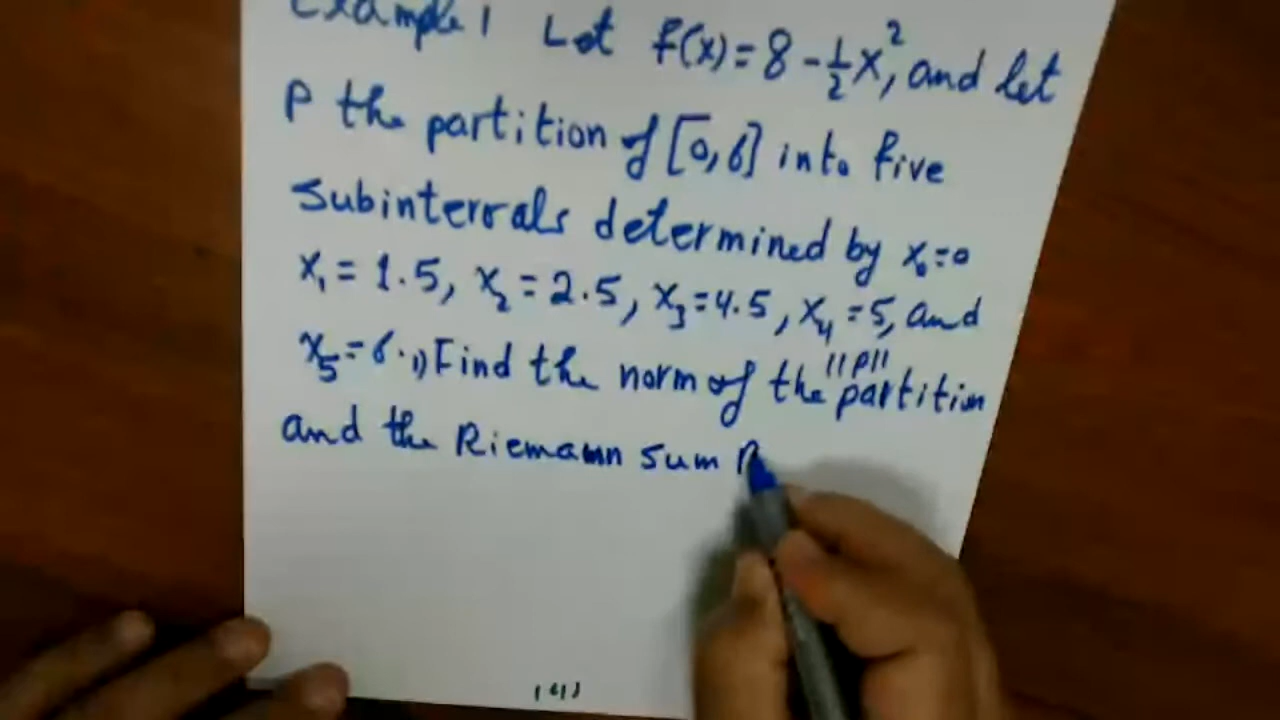 Example 1 Let f(x)=8-½x², and let
P the partition of [0,6] into five
Subintervals determined by x₀=0
x₁=1.5, x₂=2.5, x₃=4.5, x₄=5, and
x₅=6. 1) Find the norm of the ||P|| partition
and the Riemann sum R
(4)